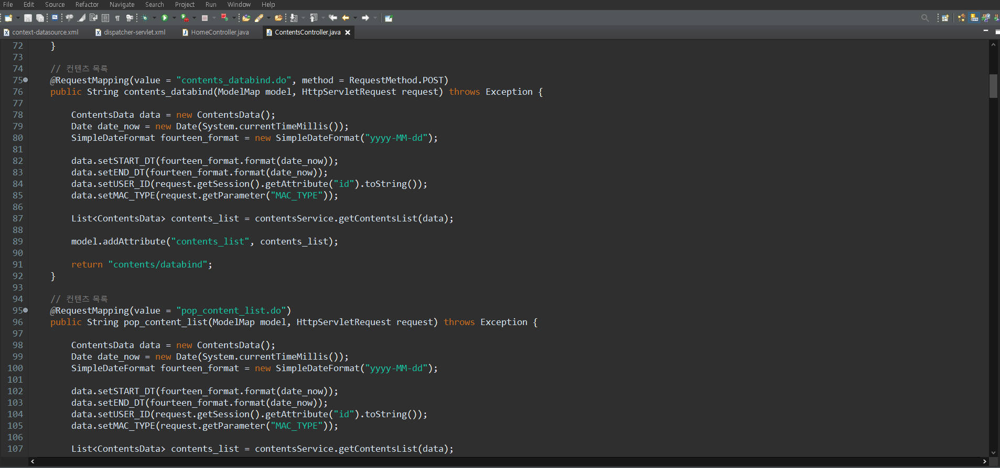 File Edit Source Refactor Navigate Search Project Run Window Help
context-datasource.xml dispatcher-servlet.xml HomeController.java ContentsController.java
72 }
73
74 // 컨텐츠 목록
75 @RequestMapping(value = "contents_databind.do", method = RequestMethod.POST)
76 public String contents_databind(ModelMap model, HttpServletRequest request) throws Exception {
77
78 ContentsData data = new ContentsData();
79 Date date_now = new Date(System.currentTimeMillis());
80 SimpleDateFormat fourteen_format = new SimpleDateFormat("yyyy-MM-dd");
81
82 data.setSTART_DT(fourteen_format.format(date_now));
83 data.setEND_DT(fourteen_format.format(date_now));
84 data.setUSER_ID(request.getSession().getAttribute("id").toString());
85 data.setMAC_TYPE(request.getParameter("MAC_TYPE"));
86
87 List<ContentsData> contents_list = contentsService.getContentsList(data);
88
89 model.addAttribute("contents_list", contents_list);
90
91 return "contents/databind";
92 }
93
94 // 컨텐츠 목록
95 @RequestMapping(value = "pop_content_list.do")
96 public String pop_content_list(ModelMap model, HttpServletRequest request) throws Exception {
97
98 ContentsData data = new ContentsData();
99 Date date_now = new Date(System.currentTimeMillis());
100 SimpleDateFormat fourteen_format = new SimpleDateFormat("yyyy-MM-dd");
101
102 data.setSTART_DT(fourteen_format.format(date_now));
103 data.setEND_DT(fourteen_format.format(date_now));
104 data.setUSER_ID(request.getSession().getAttribute("id").toString());
105 data.setMAC_TYPE(request.getParameter("MAC_TYPE"));
106
107 List<ContentsData> contents_list = contentsService.getContentsList(data);